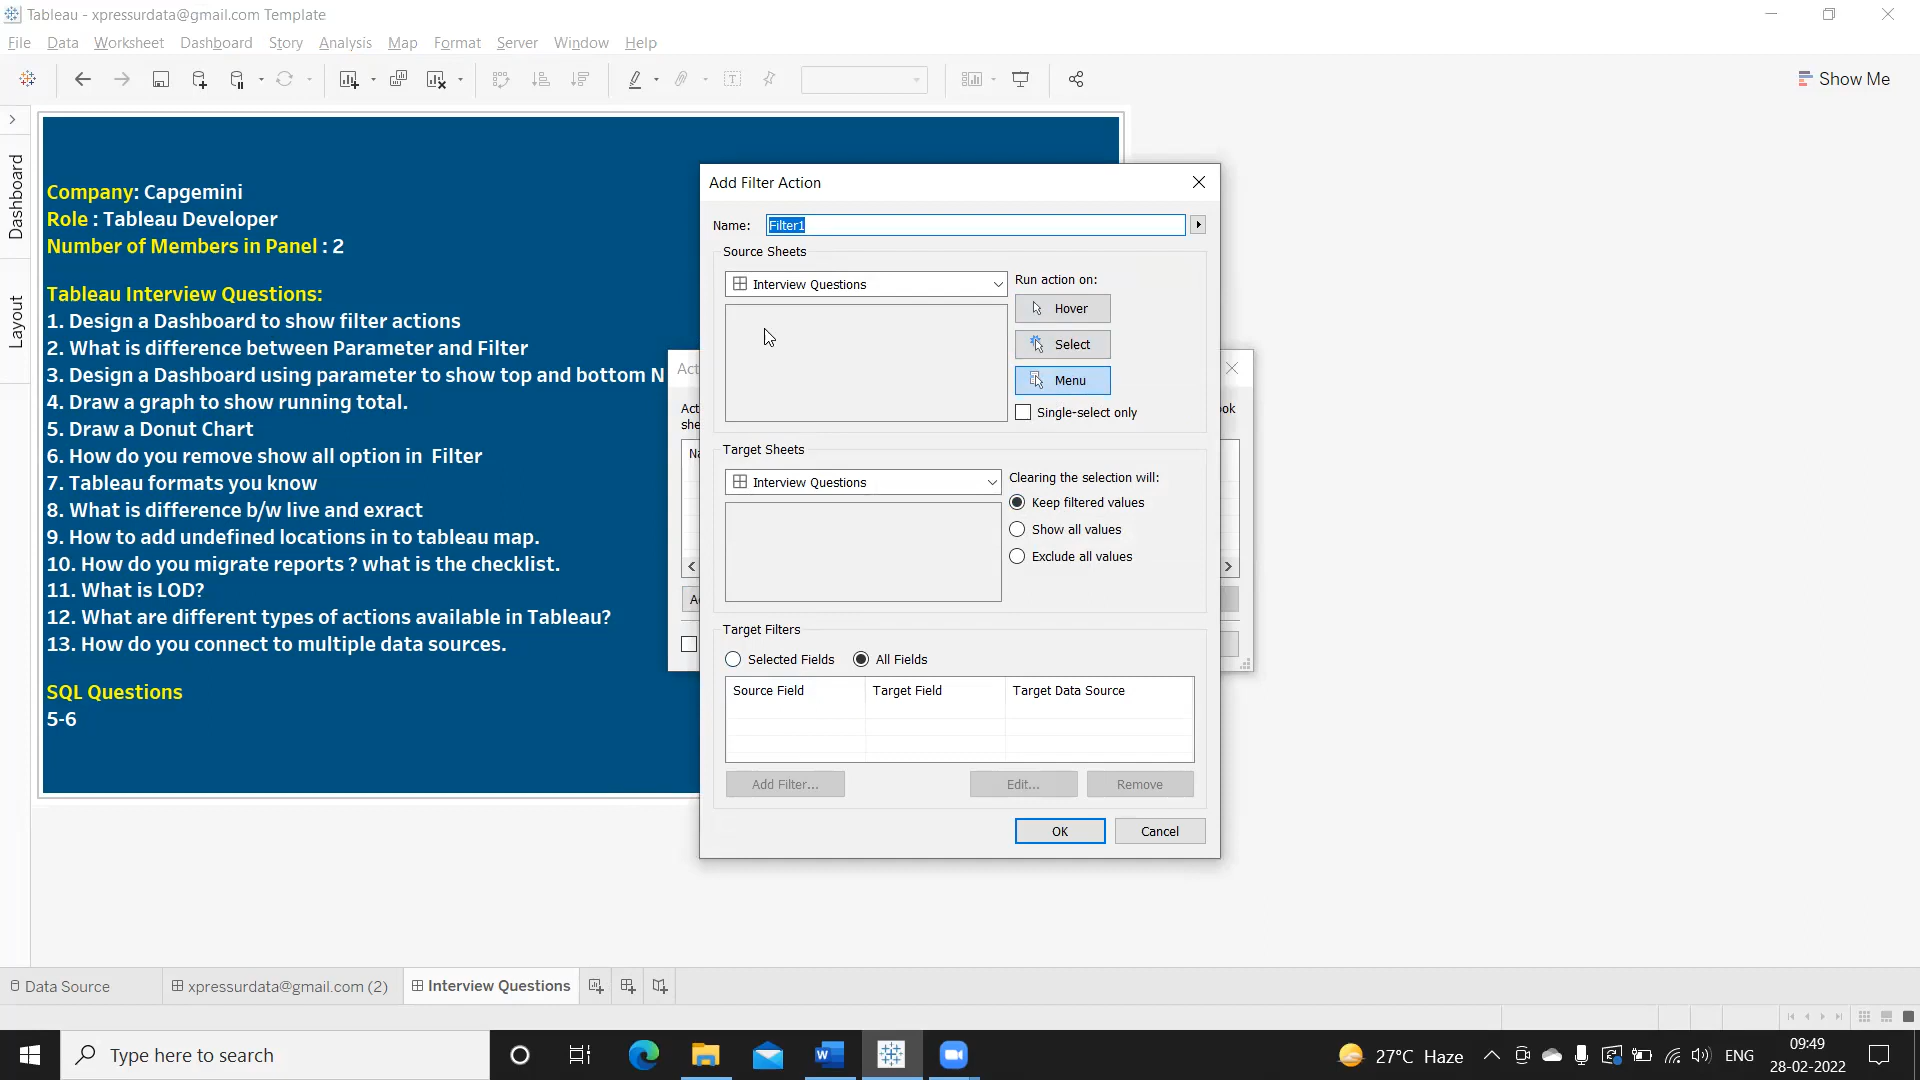 Tableau - xpressurdata@gmail.com Template
File Data Worksheet Dashboard Story Analysis Map Format Server Window Help
Show Me
Dashboard
Layout
Company: Capgemini
Role : Tableau Developer
Number of Members in Panel : 2
Tableau Interview Questions:
1. Design a Dashboard to show filter actions
2. What is difference between Parameter and Filter
3. Design a Dashboard using parameter to show top and bottom N
4. Draw a graph to show running total.
5. Draw a Donut Chart
6. How do you remove show all option in  Filter
7. Tableau formats you know
8. What is difference b/w live and exract
9. How to add undefined locations in to tableau map.
10. How do you migrate reports ? what is the checklist.
11. What is LOD?
12. What are different types of actions available in Tableau?
13. How do you connect to multiple data sources.
SQL Questions
5-6
Add Filter Action
Name: Filter1
Source Sheets
Interview Questions
Run action on:
Hover
Select
Menu
Single-select only
Target Sheets
Interview Questions
Clearing the selection will:
Keep filtered values
Show all values
Exclude all values
Target Filters
Selected Fields All Fields
Source Field Target Field Target Data Source
Add Filter... Edit... Remove
OK Cancel
Data Source xpressurdata@gmail.com (2) Interview Questions
Type here to search
27°C Haze
ENG
09:49
28-02-2022